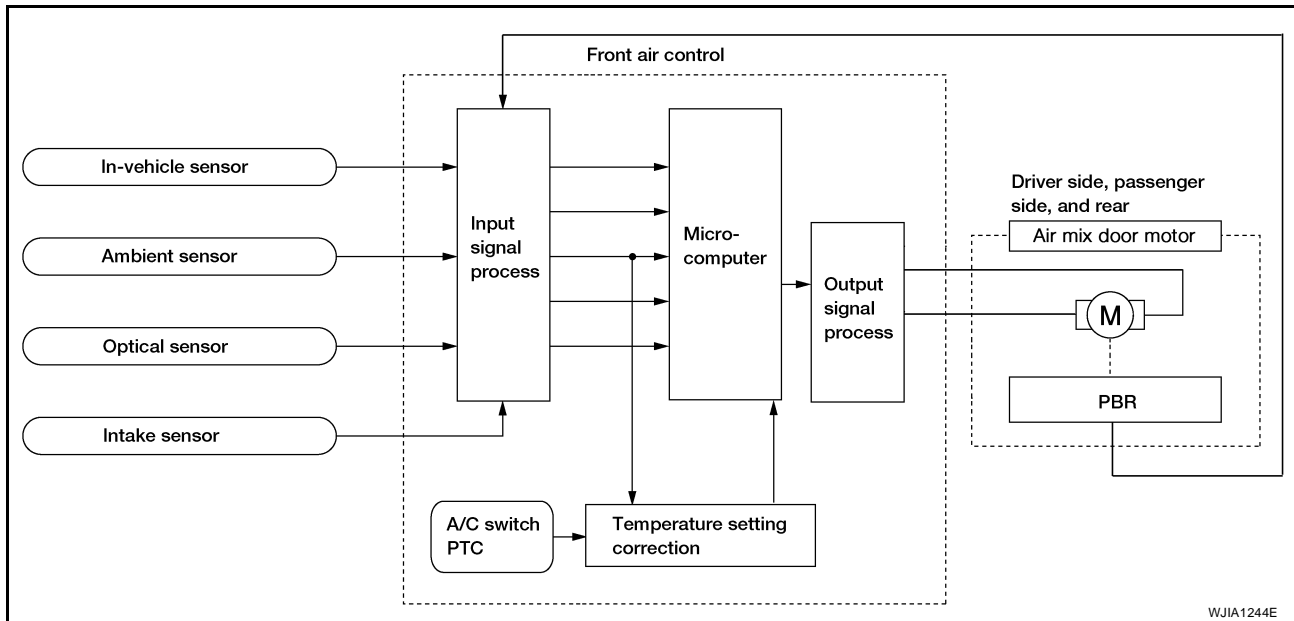 Front air control
In-vehicle sensor
Ambient sensor
Optical sensor
Intake sensor
Input
signal
process
Micro-
computer
Output
signal
process
Driver side, passenger
side, and rear
Air mix door motor
M
PBR
A/C switch
PTC
Temperature setting
correction
WJIA1244E